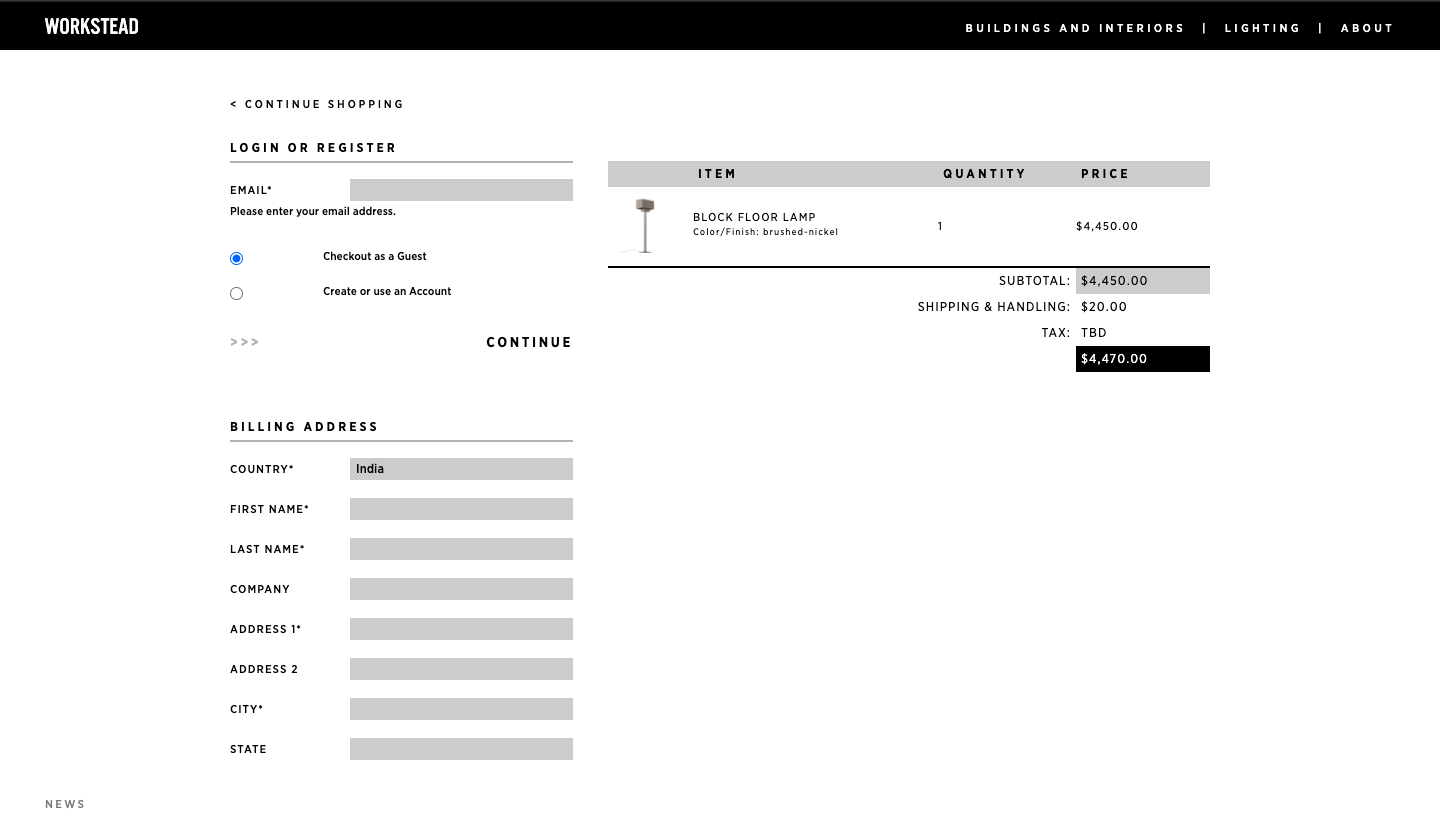 WORKSTEAD
BUILDINGS AND INTERIORS | LIGHTING | ABOUT
< CONTINUE SHOPPING
LOGIN OR REGISTER
EMAIL*
Please enter your email address.
Checkout as a Guest
Create or use an Account
>>> CONTINUE
ITEM QUANTITY PRICE
BLOCK FLOOR LAMP 1 $4,450.00
Color/Finish: brushed-nickel
SUBTOTAL: $4,450.00
SHIPPING & HANDLING: $20.00
TAX: TBD
$4,470.00
BILLING ADDRESS
COUNTRY* India
FIRST NAME*
LAST NAME*
COMPANY
ADDRESS 1*
ADDRESS 2
CITY*
STATE
NEWS